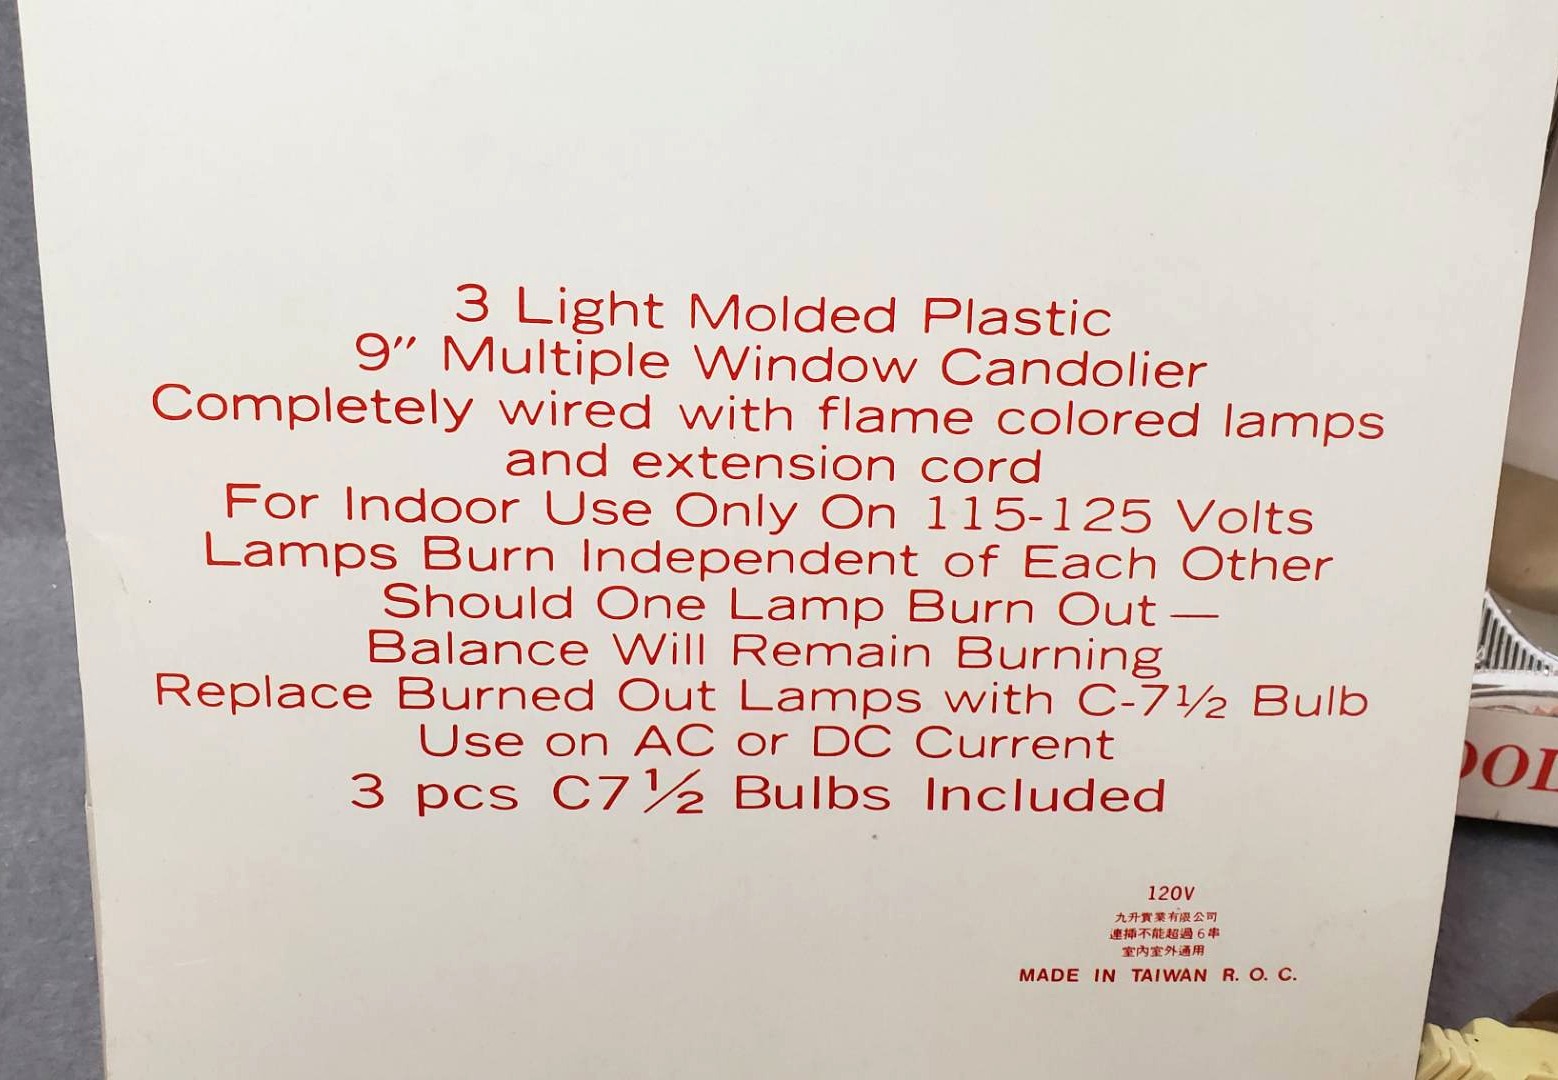 3 Light Molded Plastic
9" Multiple Window Candolier
Completely wired with flame colored lamps
and extension cord
For Indoor Use Only On 115-125 Volts
Lamps Burn Independent of Each Other
Should One Lamp Burn Out —
Balance Will Remain Burning
Replace Burned Out Lamps with C-7½ Bulb
Use on AC or DC Current
3 pcs C7½ Bulbs Included
120V
九升實業有限公司
連揷不能超過6串
室內室外通用
MADE IN TAIWAN R. O. C.